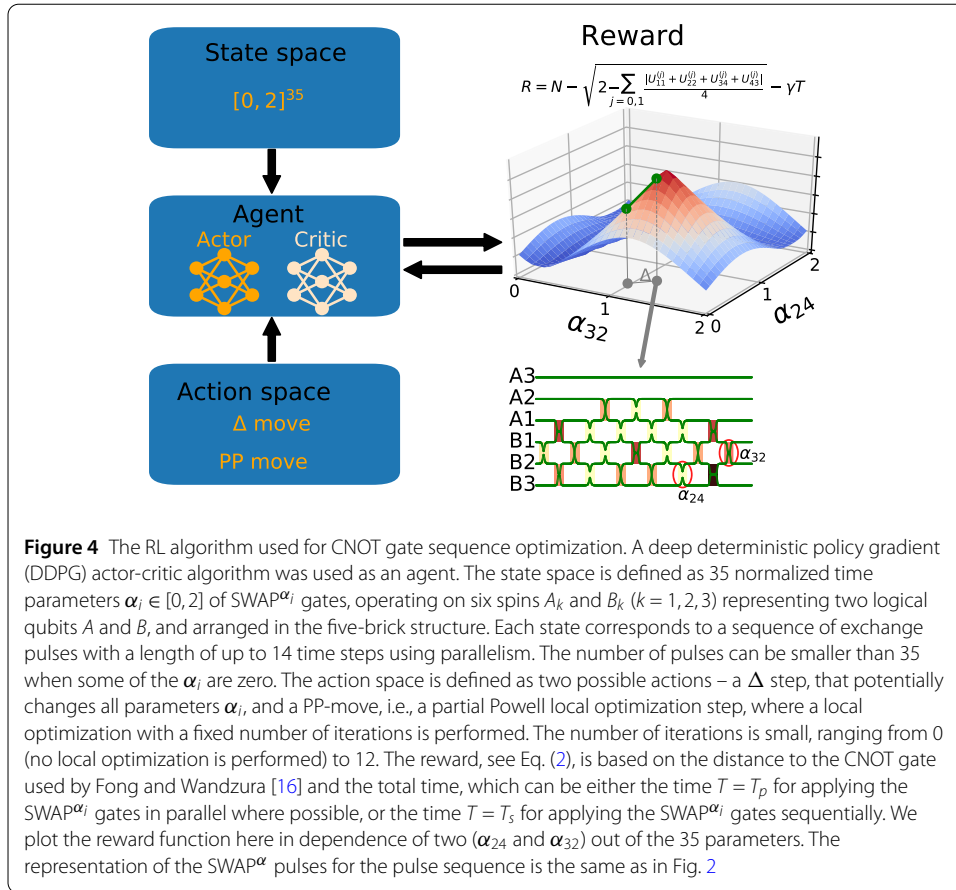 State space
[0, 2]^35
Agent
Actor
Critic
Action space
Δ move
PP move
Reward
R = N − √(2−∑_{j=0,1} |U_{11}^{(j)} + U_{22}^{(j)} + U_{34}^{(j)} + U_{43}^{(j)}|/4) − γT
Δ
0
1
2
α_32
0
1
2
α_24
A3
A2
A1
B1
B2
B3
α_32
α_24
Figure 4 The RL algorithm used for CNOT gate sequence optimization. A deep deterministic policy gradient
(DDPG) actor-critic algorithm was used as an agent. The state space is defined as 35 normalized time
parameters α_i ∈ [0, 2] of SWAP^{α_i} gates, operating on six spins A_k and B_k (k = 1, 2, 3) representing two logical
qubits A and B, and arranged in the five-brick structure. Each state corresponds to a sequence of exchange
pulses with a length of up to 14 time steps using parallelism. The number of pulses can be smaller than 35
when some of the α_i are zero. The action space is defined as two possible actions – a Δ step, that potentially
changes all parameters α_i, and a PP-move, i.e., a partial Powell local optimization step, where a local
optimization with a fixed number of iterations is performed. The number of iterations is small, ranging from 0
(no local optimization is performed) to 12. The reward, see Eq. (2), is based on the distance to the CNOT gate
used by Fong and Wandzura [16] and the total time, which can be either the time T = T_p for applying the
SWAP^{α_i} gates in parallel where possible, or the time T = T_s for applying the SWAP^{α_i} gates sequentially. We
plot the reward function here in dependence of two (α_24 and α_32) out of the 35 parameters. The
representation of the SWAP^α pulses for the pulse sequence is the same as in Fig. 2